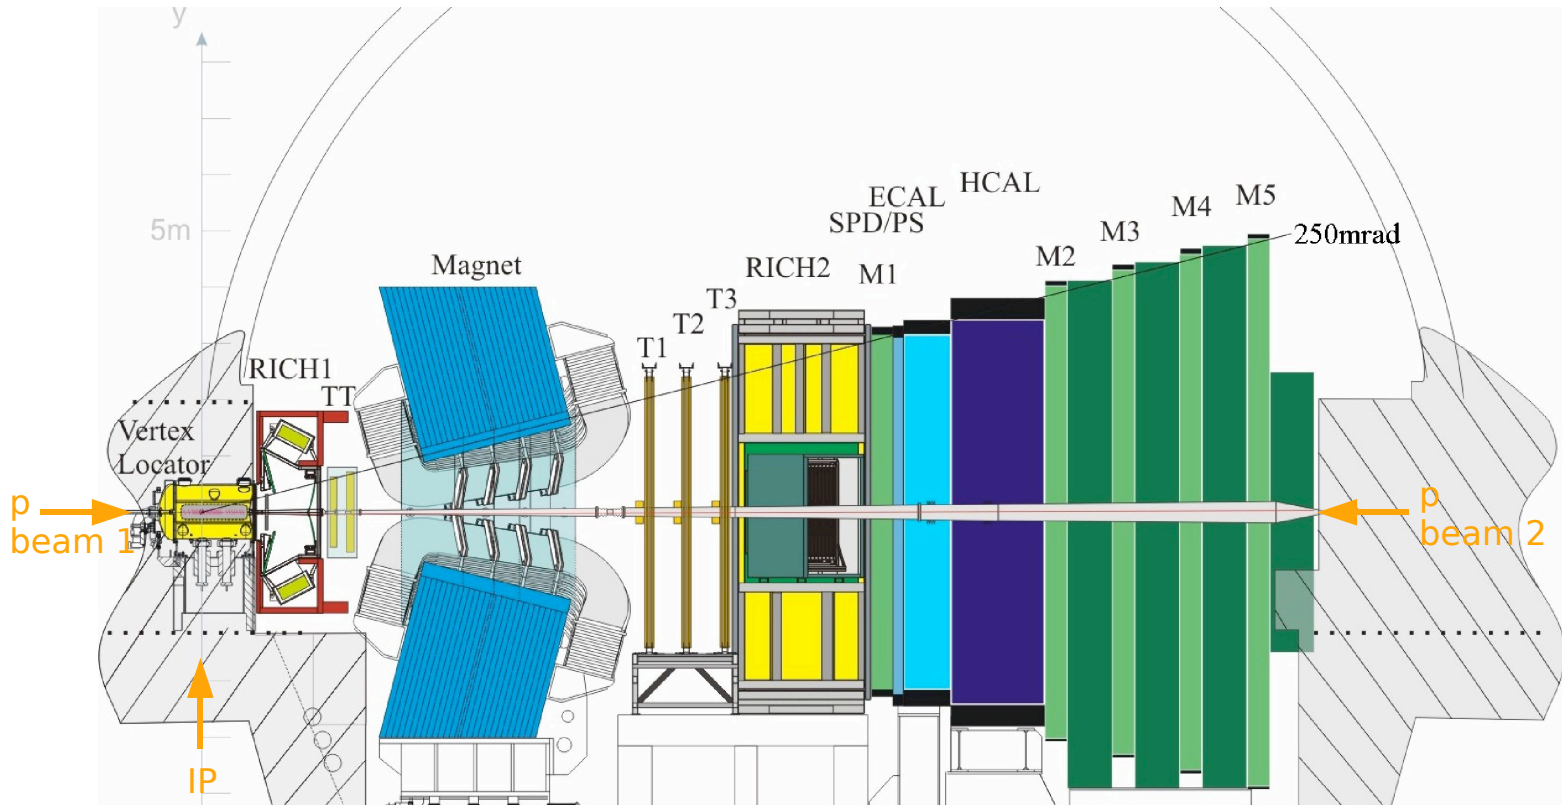 y
5m
HCAL
ECAL
SPD/PS
M5
M4
M3
M2
250mrad
Magnet
RICH2
M1
T3
T2
T1
RICH1
TT
Vertex
Locator
p
beam 1
p
beam 2
IP